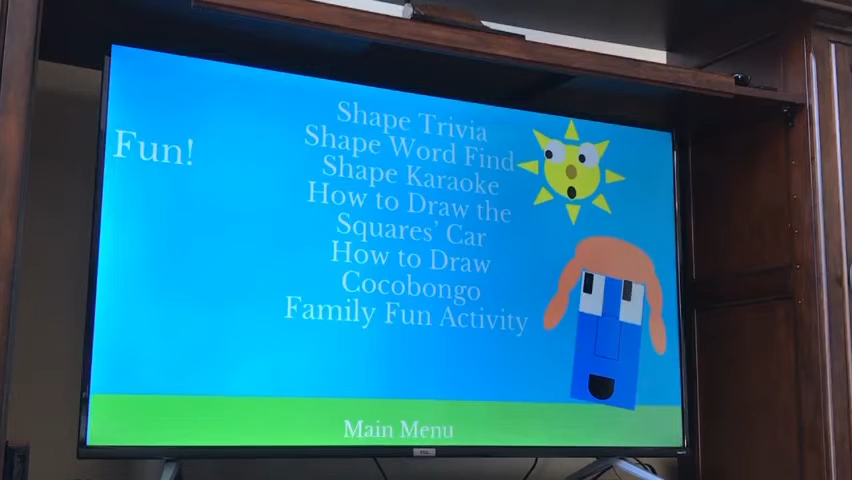 Fun!
Shape Trivia
Shape Word Find
Shape Karaoke
How to Draw the
Squares' Car
How to Draw
Cocobongo
Family Fun Activity
Main Menu
TCL